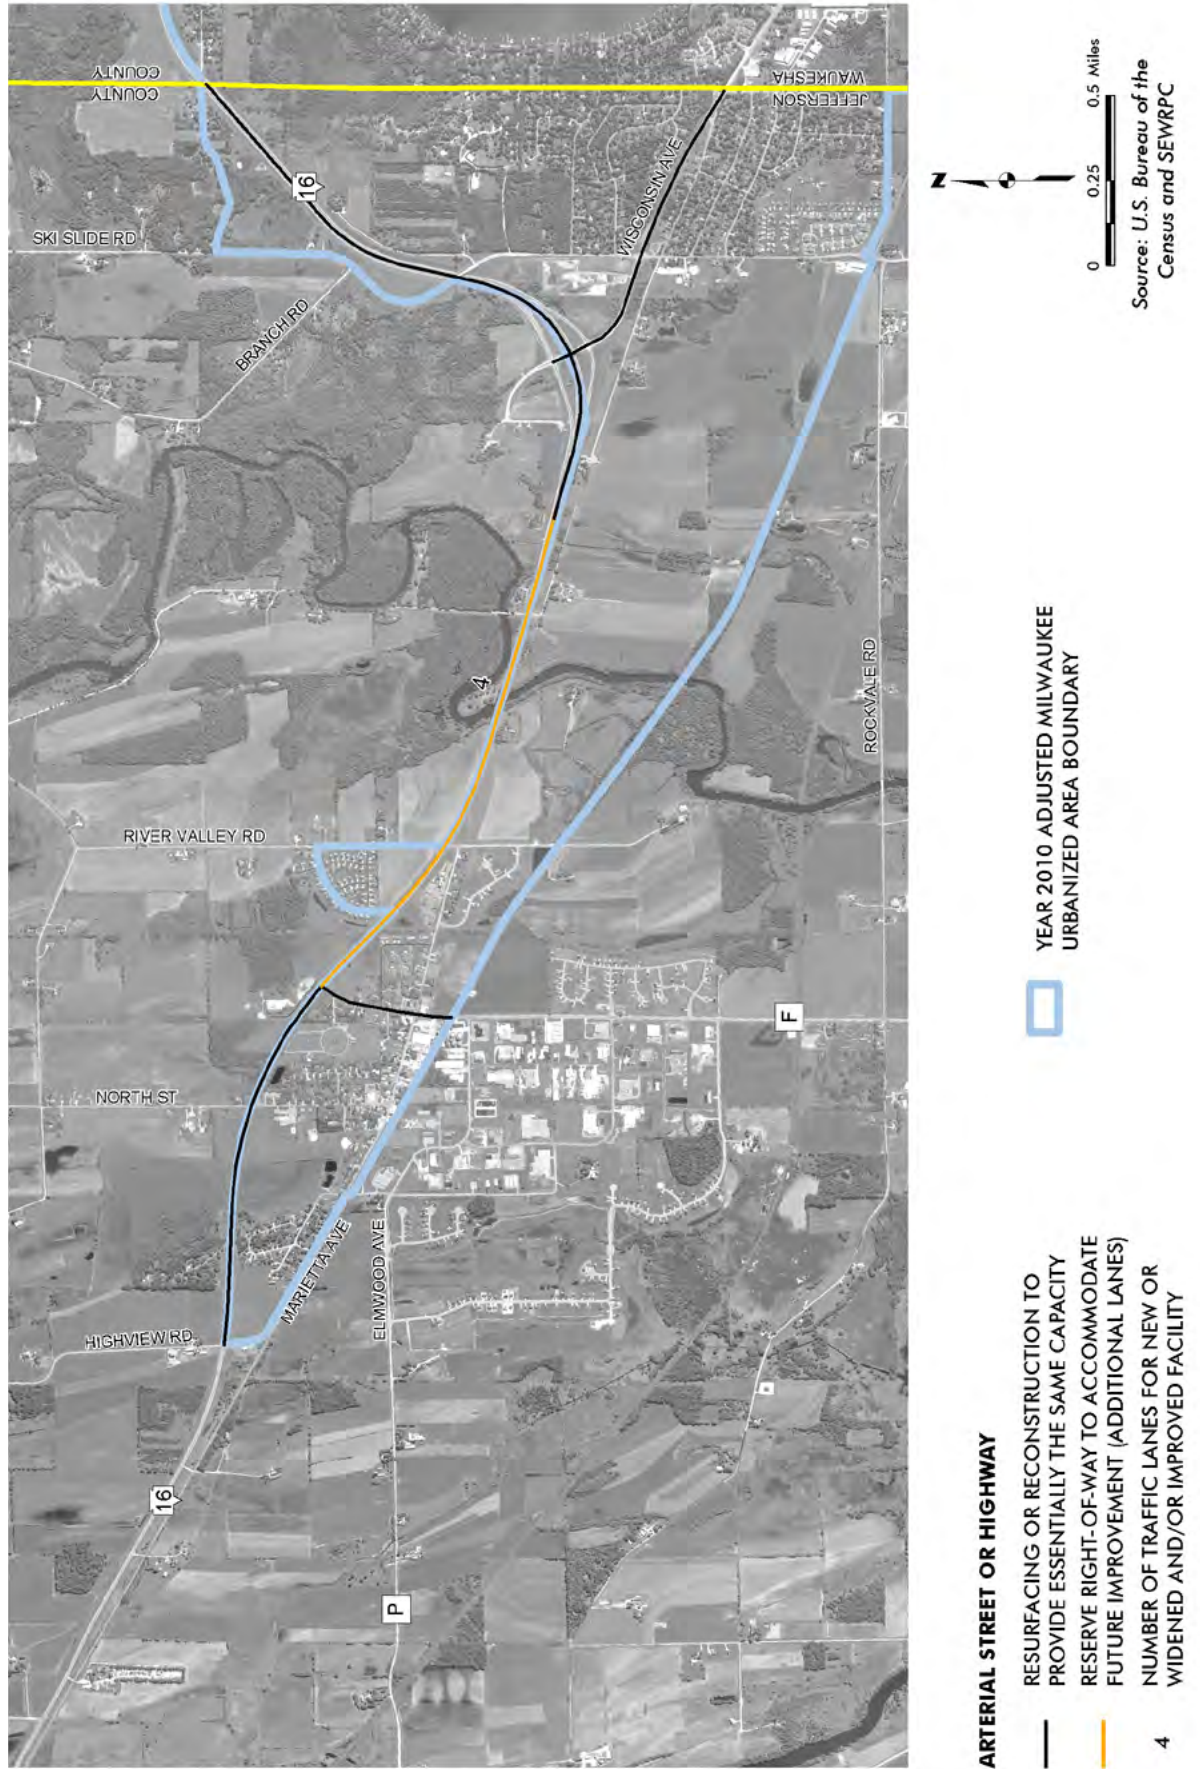 COUNTY
COUNTY
WAUKESHA
JEFFERSON
16
SKI SLIDE RD
BRANCH RD
WISCONSIN AVE
4
RIVER VALLEY RD
ROCKVALE RD
NORTH ST
F
HIGHVIEW RD
MARIETTA AVE
ELMWOOD AVE
16
P
ARTERIAL STREET OR HIGHWAY
RESURFACING OR RECONSTRUCTION TO
PROVIDE ESSENTIALLY THE SAME CAPACITY
RESERVE RIGHT-OF-WAY TO ACCOMMODATE
FUTURE IMPROVEMENT (ADDITIONAL LANES)
4
NUMBER OF TRAFFIC LANES FOR NEW OR
WIDENED AND/OR IMPROVED FACILITY
YEAR 2010 ADJUSTED MILWAUKEE
URBANIZED AREA BOUNDARY
N
0 0.25 0.5 Miles
Source: U.S. Bureau of the
Census and SEWRPC